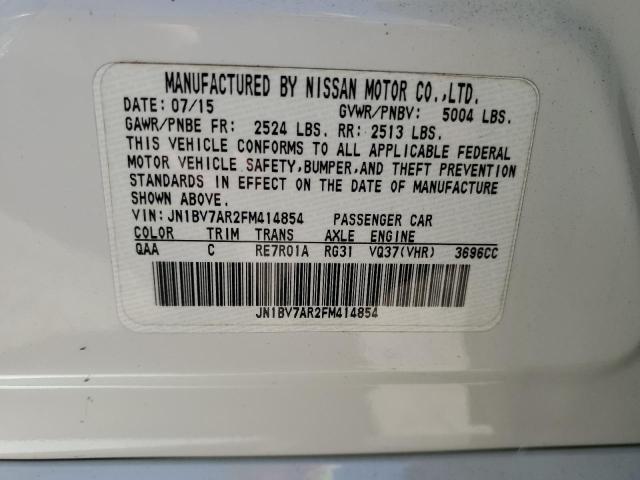 MANUFACTURED BY NISSAN MOTOR CO.,LTD.
DATE: 07/15 GVWR/PNBV: 5004 LBS.
GAWR/PNBE FR: 2524 LBS. RR: 2513 LBS.
THIS VEHICLE CONFORMS TO ALL APPLICABLE FEDERAL
MOTOR VEHICLE SAFETY,BUMPER,AND THEFT PREVENTION
STANDARDS IN EFFECT ON THE DATE OF MANUFACTURE
SHOWN ABOVE.
VIN: JN1BV7AR2FM414854 PASSENGER CAR
COLOR TRIM TRANS AXLE ENGINE
QAA C RE7R01A RG31 VQ37(VHR) 3696CC
JN1BV7AR2FM414854